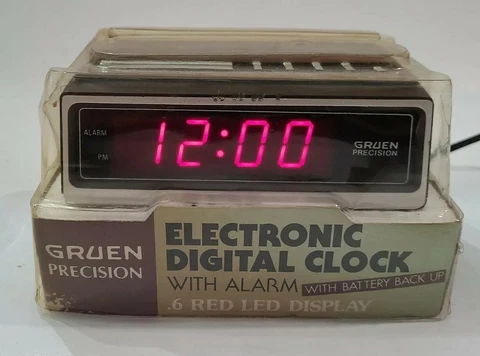 ALARM
12:00
PM
GRUEN
PRECISION
GRUEN
PRECISION
ELECTRONIC
DIGITAL CLOCK
WITH ALARM WITH BATTERY BACK UP
.6 RED LED DISPLAY